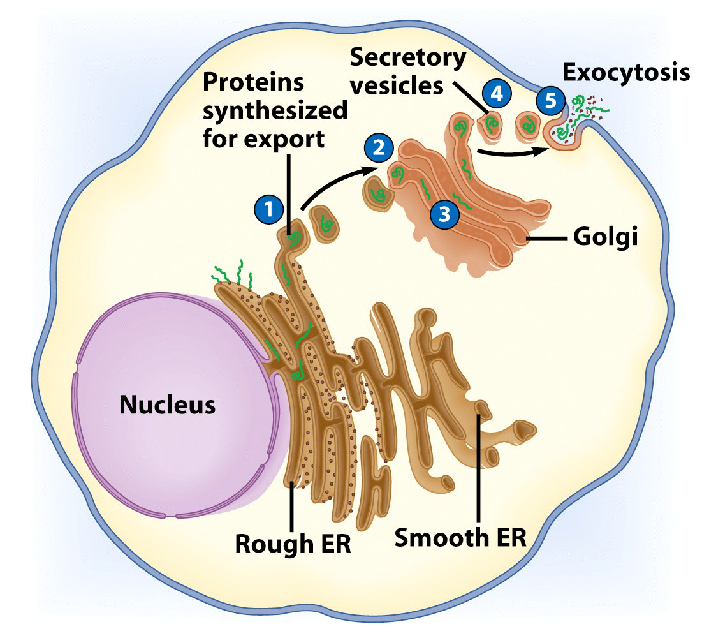 Secretory
vesicles
Exocytosis
Proteins
synthesized
for export
4
5
2
1
3
Golgi
Nucleus
Rough ER
Smooth ER